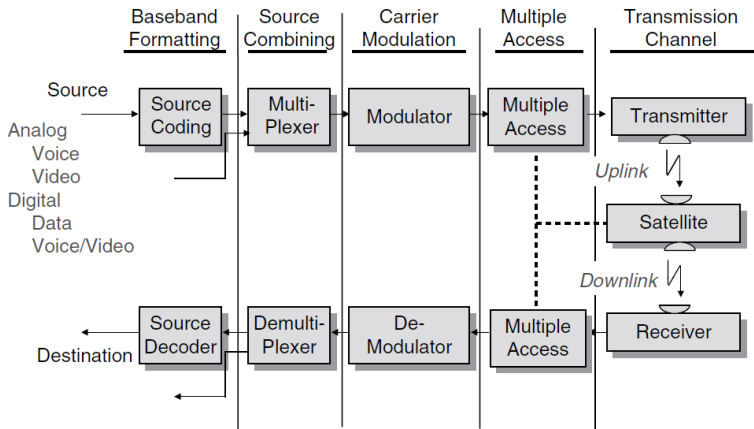 Baseband
Formatting
Source
Combining
Carrier
Modulation
Multiple
Access
Transmission
Channel
Source
Analog
Voice
Video
Digital
Data
Voice/Video
Source
Coding
Multi-
Plexer
Modulator
Multiple
Access
Transmitter
Uplink
Satellite
Downlink
Destination
Source
Decoder
Demulti-
Plexer
De-
Modulator
Multiple
Access
Receiver